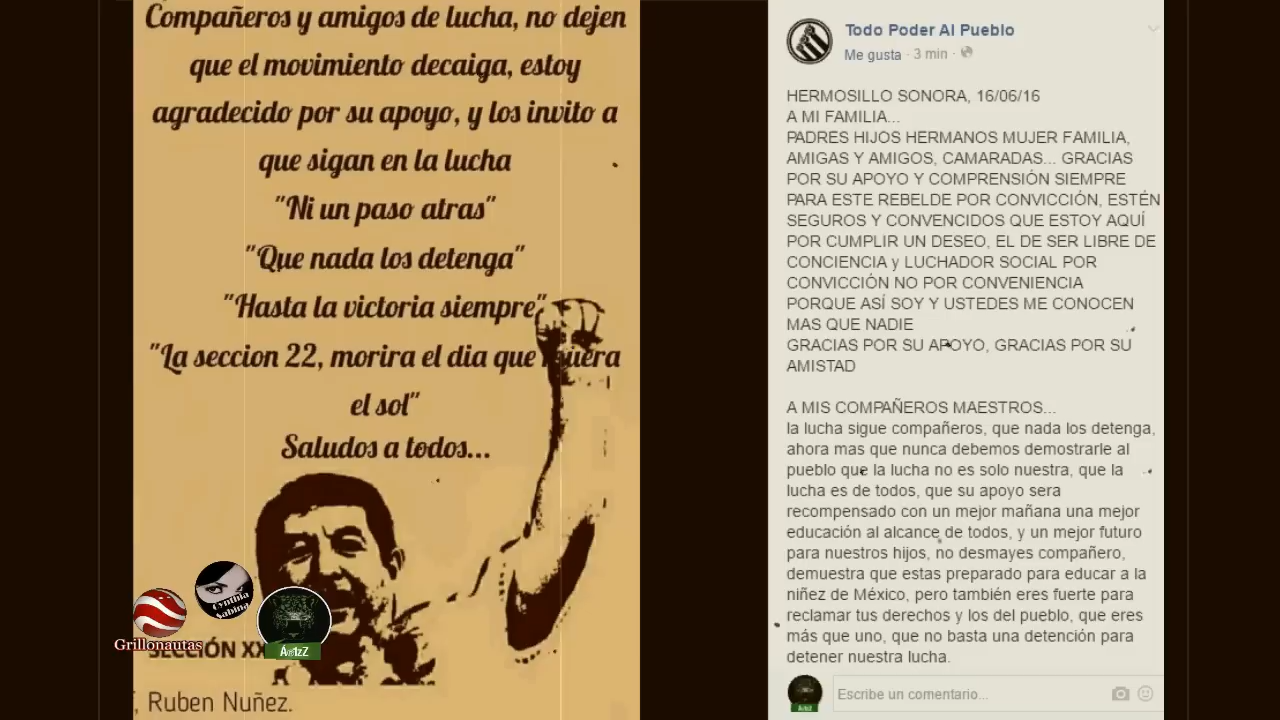 Compañeros y amigos de lucha, no dejen
que el movimiento decaiga, estoy
agradecido por su apoyo, y los invito a
que sigan en la lucha
"Ni un paso atras"
"Que nada los detenga"
"Hasta la victoria siempre"
"La seccion 22, morira el dia que muera
el sol"
Saludos a todos...
Cynthia
Sabina
Grillonautas
SECCIÓN XX
, Ruben Nuñez.
Todo Poder Al Pueblo
Me gusta · 3 min ·
HERMOSILLO SONORA, 16/06/16
A MI FAMILIA...
PADRES HIJOS HERMANOS MUJER FAMILIA,
AMIGAS Y AMIGOS, CAMARADAS... GRACIAS
POR SU APOYO Y COMPRENSIÓN SIEMPRE
PARA ESTE REBELDE POR CONVICCIÓN, ESTÉN
SEGUROS Y CONVENCIDOS QUE ESTOY AQUÍ
POR CUMPLIR UN DESEO, EL DE SER LIBRE DE
CONCIENCIA y LUCHADOR SOCIAL POR
CONVICCIÓN NO POR CONVENIENCIA
PORQUE ASÍ SOY Y USTEDES ME CONOCEN
MAS QUE NADIE
GRACIAS POR SU APOYO, GRACIAS POR SU
AMISTAD
A MIS COMPAÑEROS MAESTROS...
la lucha sigue compañeros, que nada los detenga,
ahora mas que nunca debemos demostrarle al
pueblo que la lucha no es solo nuestra, que la
lucha es de todos, que su apoyo sera
recompensado con un mejor mañana una mejor
educación al alcance de todos, y un mejor futuro
para nuestros hijos, no desmayes compañero,
demuestra que estas preparado para educar a la
niñez de México, pero también eres fuerte para
reclamar tus derechos y los del pueblo, que eres
más que uno, que no basta una detención para
detener nuestra lucha.
Escribe un comentario...